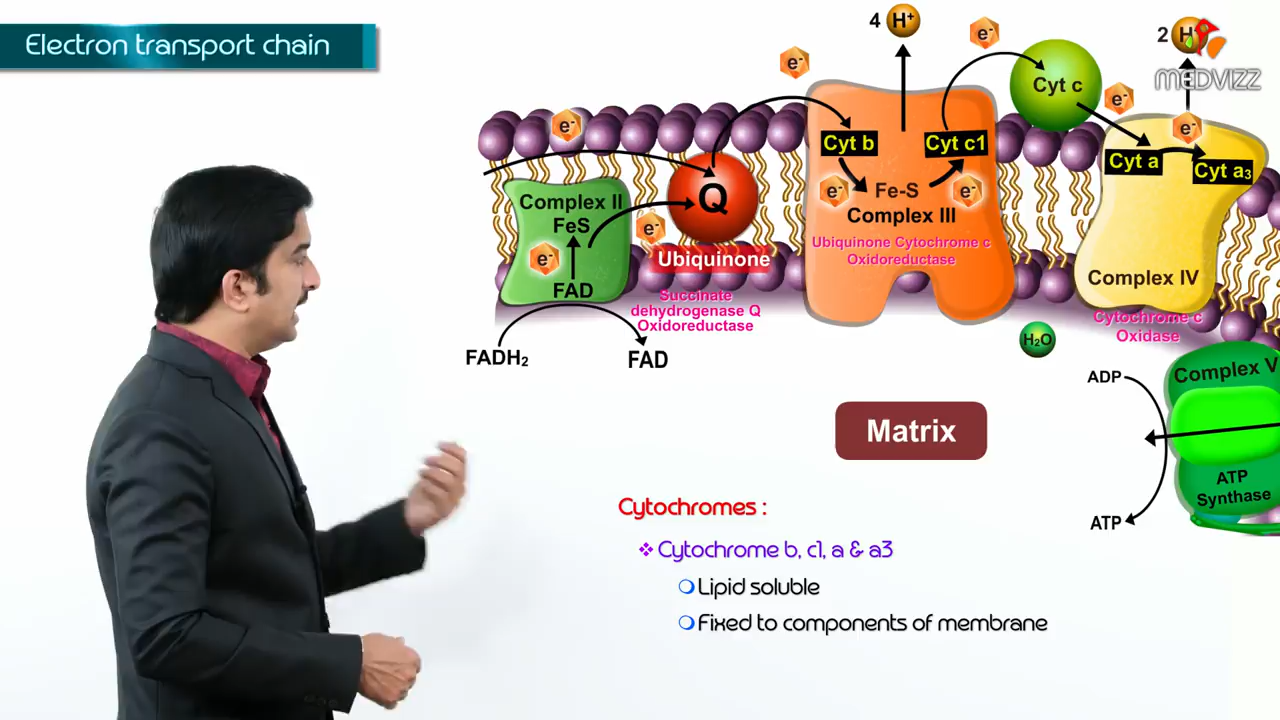 Electron transport chain
4 H+
e-
e-
2 H
MEDVIZZ
Cyt c
e-
e-
e-
Cyt b
Cyt c1
Cyt a
Cyt a3
e-
Fe-S
e-
Complex III
Ubiquinone Cytochrome c
Oxidoreductase
Complex II
FeS
Q
e-
e-
FAD
Ubiquinone
Succinate
dehydrogenase Q
Oxidoreductase
Complex IV
Cytochrome c
Oxidase
FADH2
FAD
H2O
ADP
Complex V
Matrix
ATP
Synthase
ATP
Cytochromes :
❖ Cytochrome b, c1, a & a3
❍ Lipid soluble
❍ Fixed to components of membrane